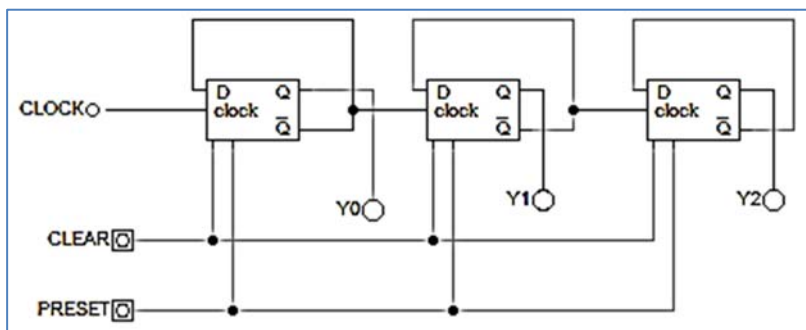 D Q D Q D Q
CLOCK clock clock clock
Q̅ Q̅ Q̅
Y0 Y1 Y2
CLEAR
PRESET